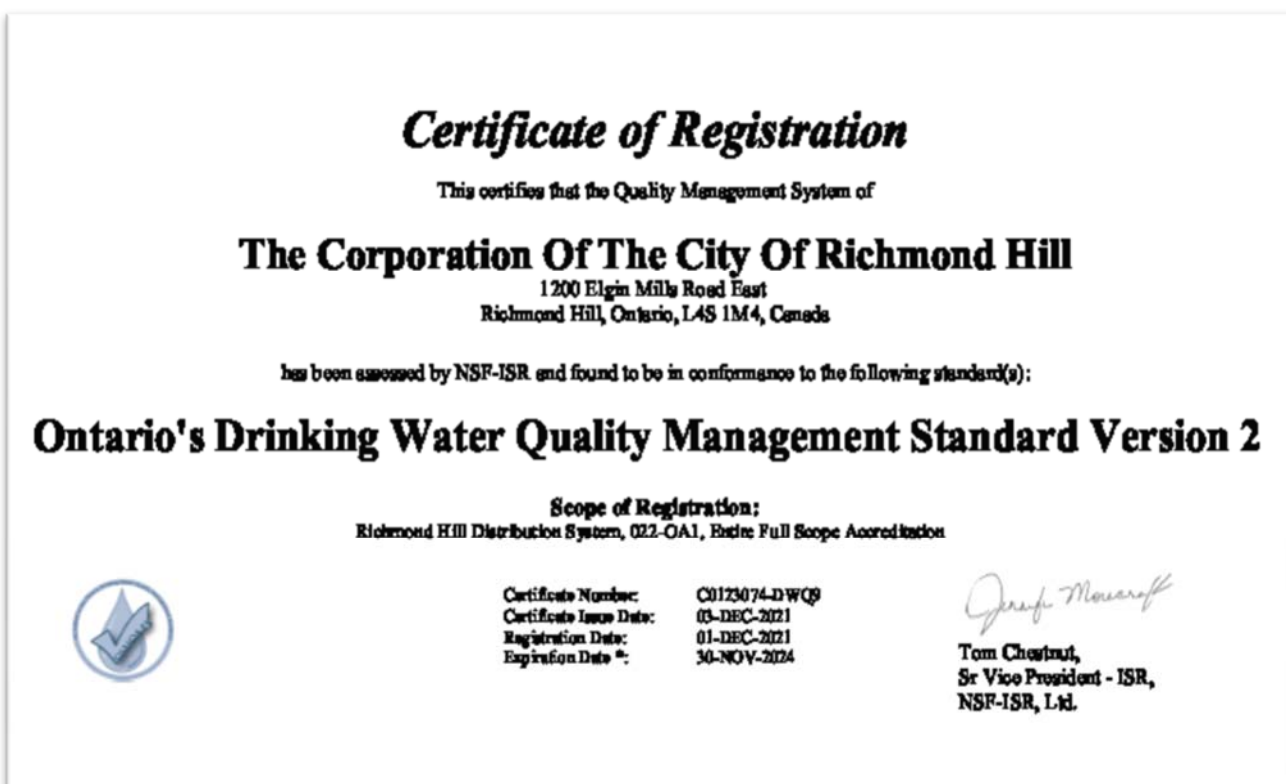 Certificate of Registration
This certifies that the Quality Management System of
The Corporation Of The City Of Richmond Hill
1200 Elgin Mills Road East
Richmond Hill, Ontario, L4S 1M4, Canada
has been assessed by NSF-ISR and found to be in conformance to the following standard(s):
Ontario's Drinking Water Quality Management Standard Version 2
Scope of Registration:
Richmond Hill Distribution System, 022-OA1, Entire Full Scope Accreditation
Certificate Number: C0123074-DWQ9
Certificate Issue Date: 03-DEC-2021
Registration Date: 01-DEC-2021
Expiration Date *: 30-NOV-2024
Tom Chestnut,
Sr Vice President - ISR,
NSF-ISR, Ltd.